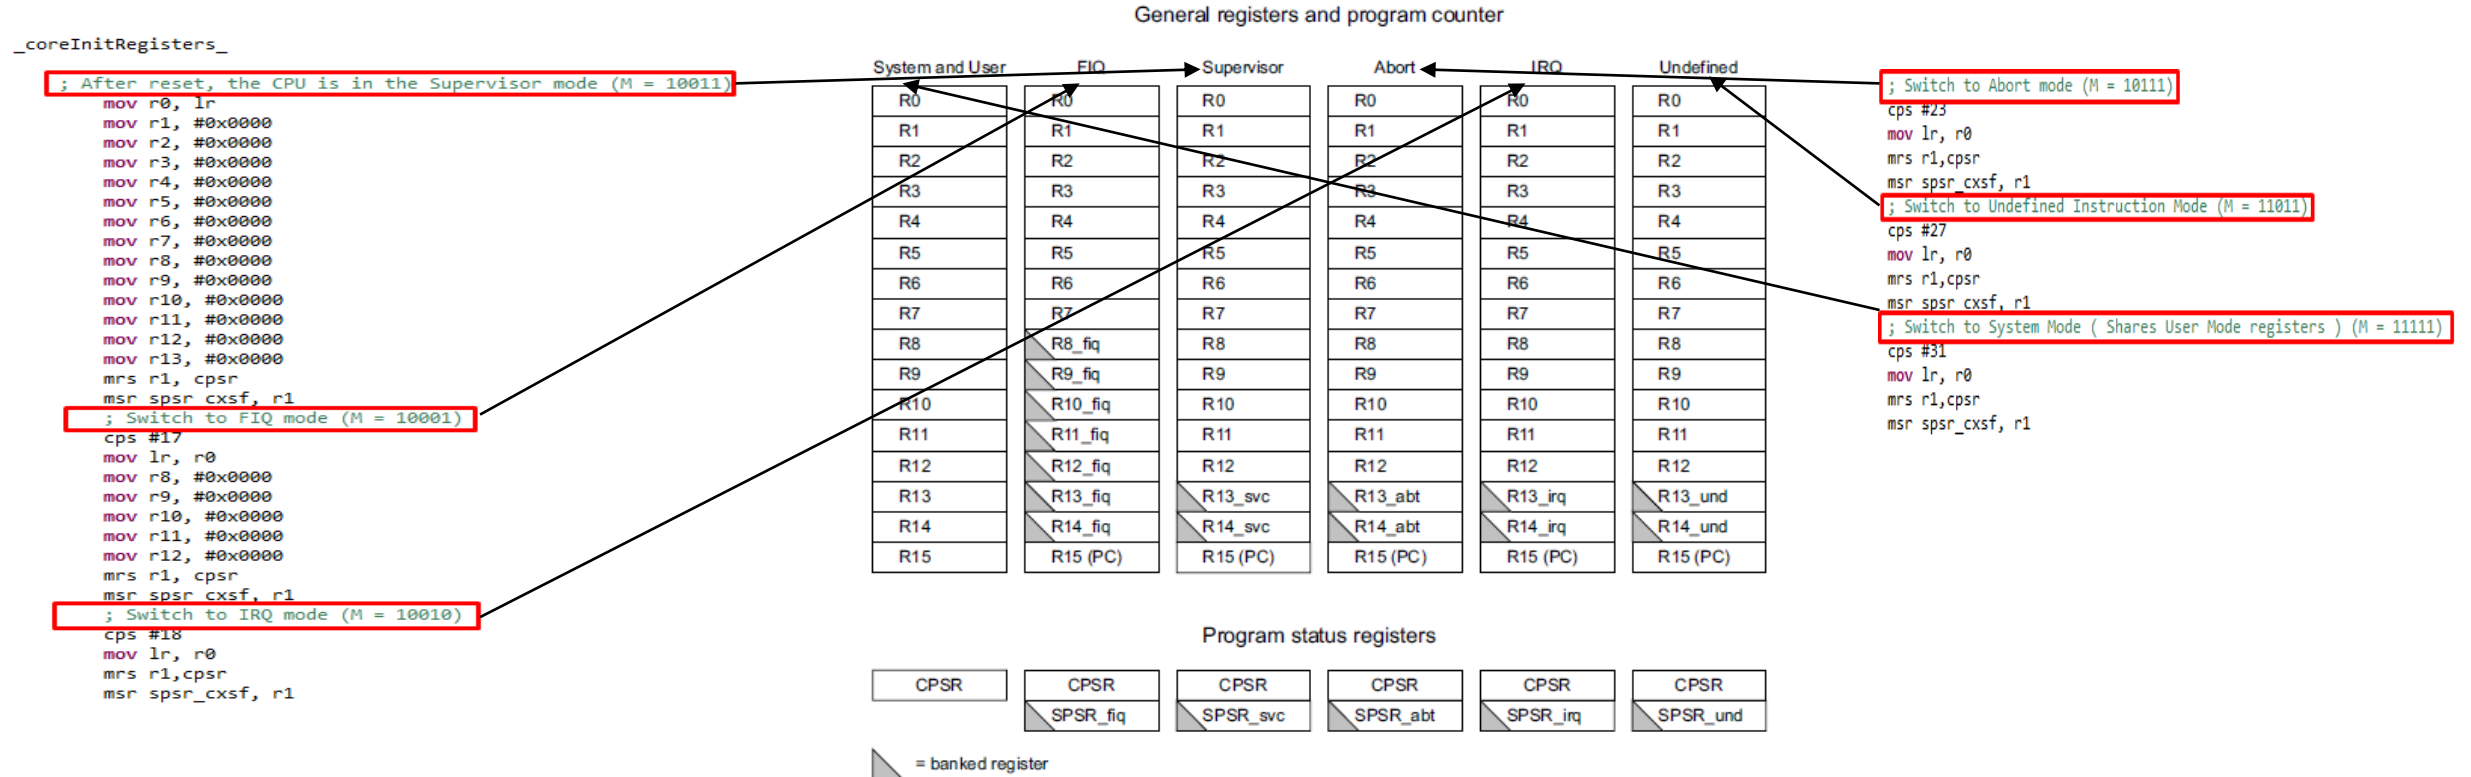 General registers and program counter
_coreInitRegisters_
; After reset, the CPU is in the Supervisor mode (M = 10011)
mov r0, lr
mov r1, #0x0000
mov r2, #0x0000
mov r3, #0x0000
mov r4, #0x0000
mov r5, #0x0000
mov r6, #0x0000
mov r7, #0x0000
mov r8, #0x0000
mov r9, #0x0000
mov r10, #0x0000
mov r11, #0x0000
mov r12, #0x0000
mov r13, #0x0000
mrs r1, cpsr
msr spsr_cxsf, r1
; Switch to FIQ mode (M = 10001)
cps #17
mov lr, r0
mov r8, #0x0000
mov r9, #0x0000
mov r10, #0x0000
mov r11, #0x0000
mov r12, #0x0000
mrs r1, cpsr
msr spsr_cxsf, r1
; Switch to IRQ mode (M = 10010)
cps #18
mov lr, r0
mrs r1,cpsr
msr spsr_cxsf, r1
System and User FIQ Supervisor Abort IRQ Undefined
R0 R0 R0 R0 R0 R0
R1 R1 R1 R1 R1 R1
R2 R2 R2 R2 R2 R2
R3 R3 R3 R3 R3 R3
R4 R4 R4 R4 R4 R4
R5 R5 R5 R5 R5 R5
R6 R6 R6 R6 R6 R6
R7 R7 R7 R7 R7 R7
R8 R8_fiq R8 R8 R8 R8
R9 R9_fiq R9 R9 R9 R9
R10 R10_fiq R10 R10 R10 R10
R11 R11_fiq R11 R11 R11 R11
R12 R12_fiq R12 R12 R12 R12
R13 R13_fiq R13_svc R13_abt R13_irq R13_und
R14 R14_fiq R14_svc R14_abt R14_irq R14_und
R15 R15 (PC) R15 (PC) R15 (PC) R15 (PC) R15 (PC)
Program status registers
CPSR CPSR CPSR CPSR CPSR CPSR
SPSR_fiq SPSR_svc SPSR_abt SPSR_irq SPSR_und
= banked register
; Switch to Abort mode (M = 10111)
cps #23
mov lr, r0
mrs r1,cpsr
msr spsr_cxsf, r1
; Switch to Undefined Instruction Mode (M = 11011)
cps #27
mov lr, r0
mrs r1,cpsr
msr spsr_cxsf, r1
; Switch to System Mode ( Shares User Mode registers ) (M = 11111)
cps #31
mov lr, r0
mrs r1,cpsr
msr spsr_cxsf, r1